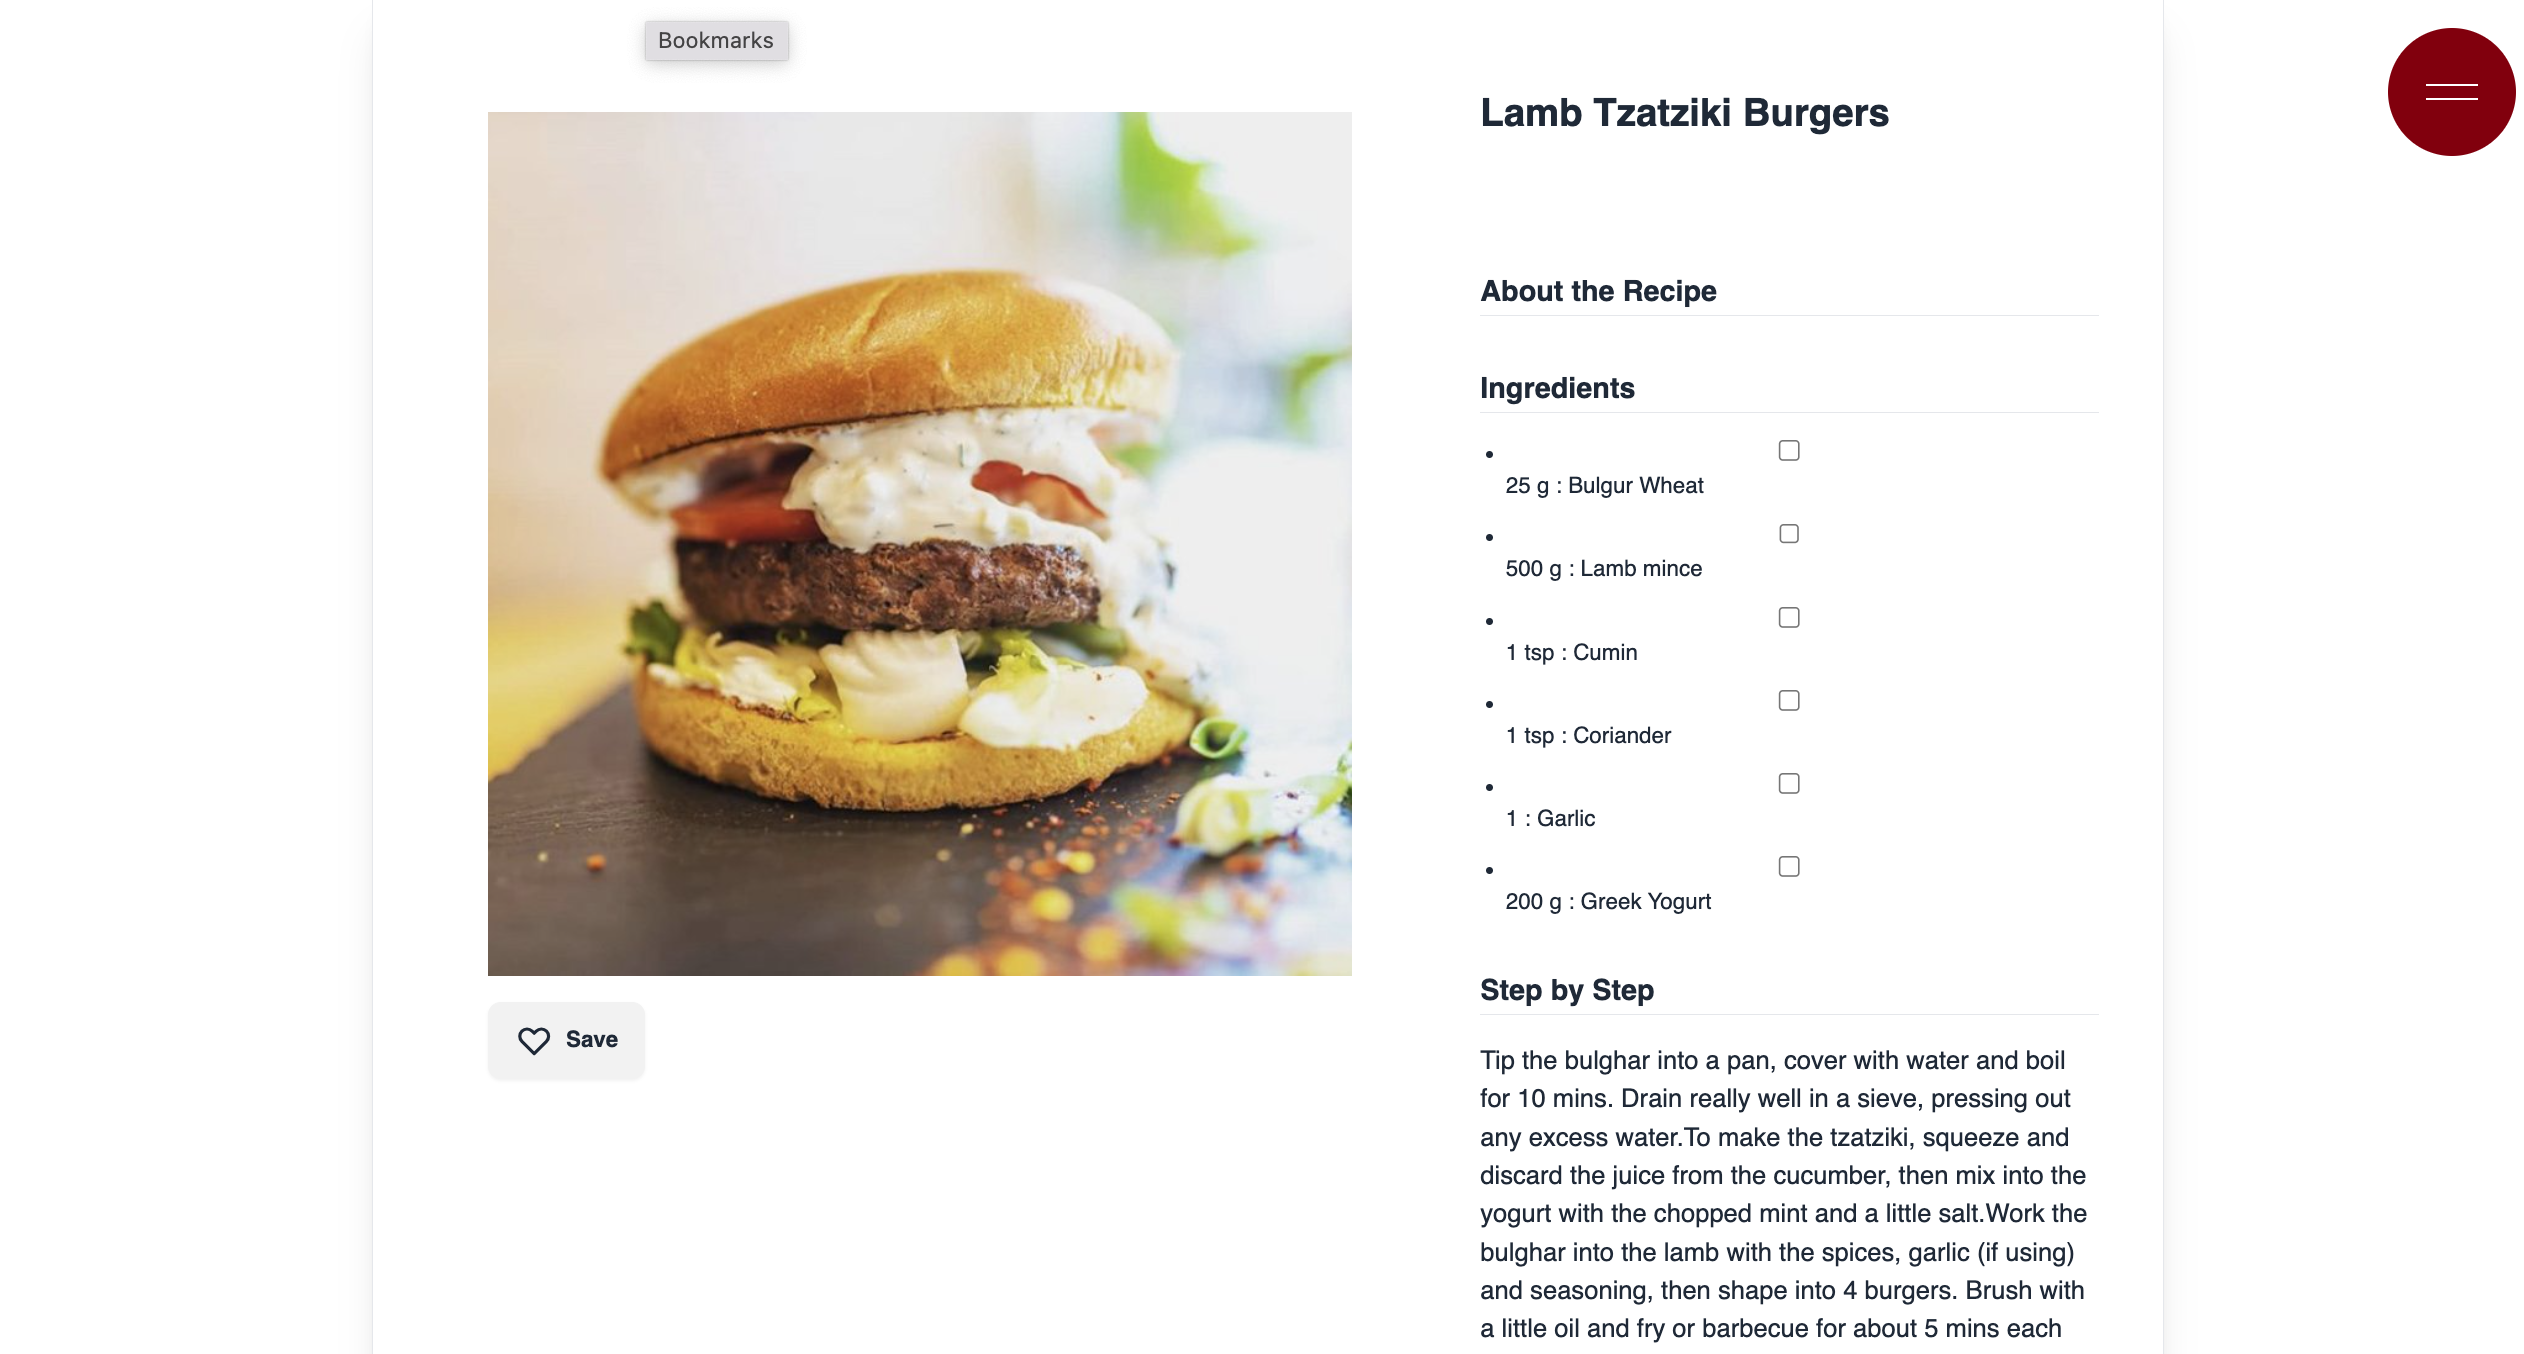 Bookmarks
Lamb Tzatziki Burgers
About the Recipe
Ingredients
25 g : Bulgur Wheat
500 g : Lamb mince
1 tsp : Cumin
1 tsp : Coriander
1 : Garlic
200 g : Greek Yogurt
Save
Step by Step
Tip the bulghar into a pan, cover with water and boil
for 10 mins. Drain really well in a sieve, pressing out
any excess water.To make the tzatziki, squeeze and
discard the juice from the cucumber, then mix into the
yogurt with the chopped mint and a little salt.Work the
bulghar into the lamb with the spices, garlic (if using)
and seasoning, then shape into 4 burgers. Brush with
a little oil and fry or barbecue for about 5 mins each